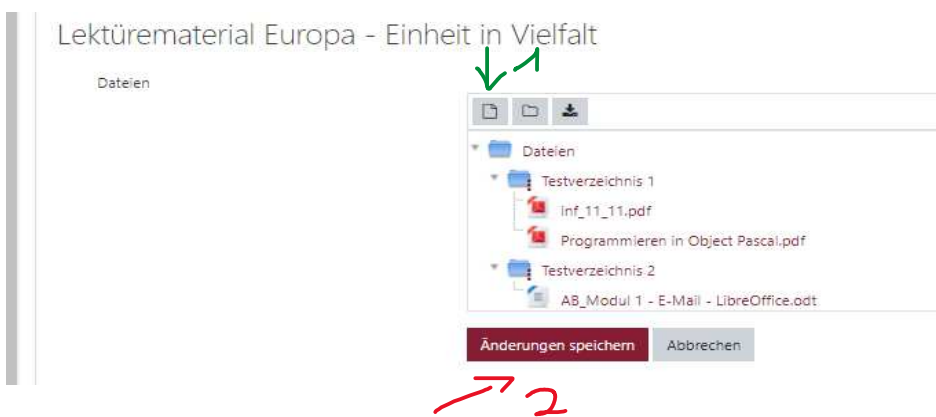 Lektürematerial Europa - Einheit in Vielfalt
1
Dateien
Dateien
Testverzeichnis 1
inf_11_11.pdf
Programmieren in Object Pascal.pdf
Testverzeichnis 2
AB_Modul 1 - E-Mail - LibreOffice.odt
Änderungen speichern Abbrechen
2